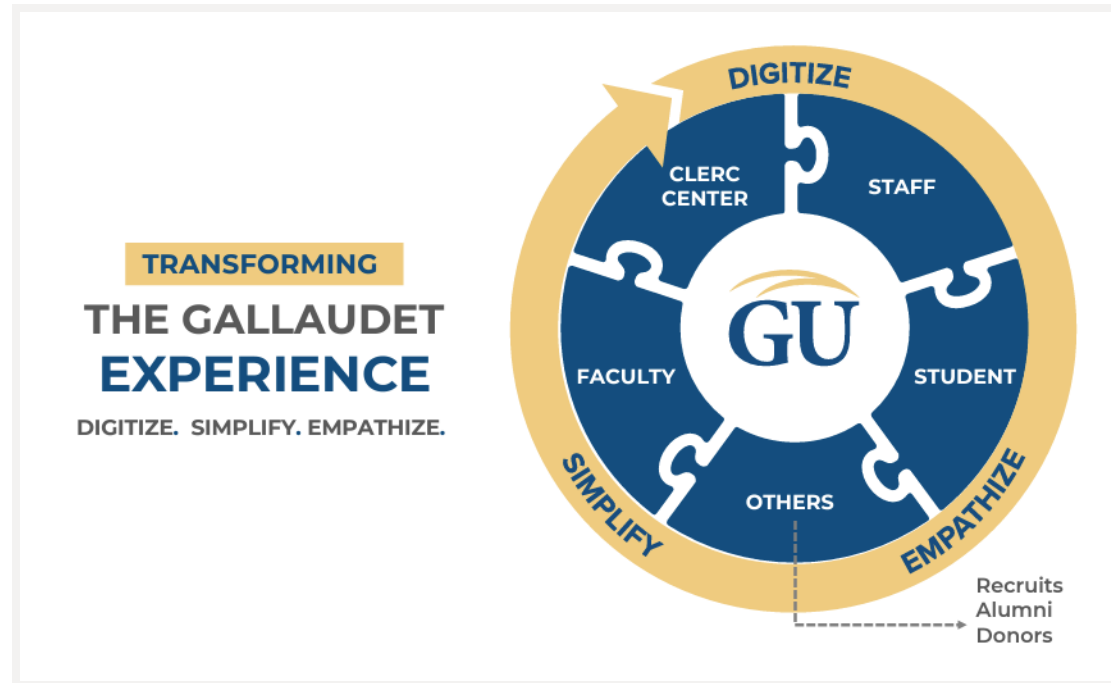 TRANSFORMING
THE GALLAUDET
EXPERIENCE
DIGITIZE. SIMPLIFY. EMPATHIZE.
DIGITIZE
CLERC
CENTER
STAFF
GU
FACULTY
STUDENT
OTHERS
SIMPLIFY
EMPATHIZE
Recruits
Alumni
Donors